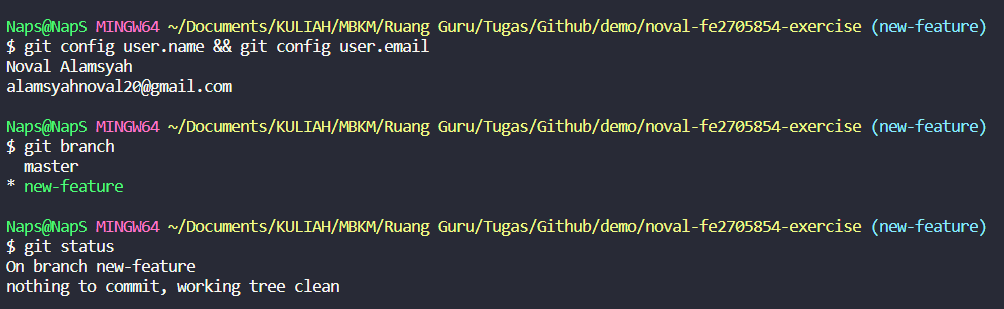 Naps@NapS MINGW64 ~/Documents/KULIAH/MBKM/Ruang Guru/Tugas/Github/demo/noval-fe2705854-exercise (new-feature)
$ git config user.name && git config user.email
Noval Alamsyah
alamsyahnoval20@gmail.com

Naps@NapS MINGW64 ~/Documents/KULIAH/MBKM/Ruang Guru/Tugas/Github/demo/noval-fe2705854-exercise (new-feature)
$ git branch
  master
* new-feature

Naps@NapS MINGW64 ~/Documents/KULIAH/MBKM/Ruang Guru/Tugas/Github/demo/noval-fe2705854-exercise (new-feature)
$ git status
On branch new-feature
nothing to commit, working tree clean